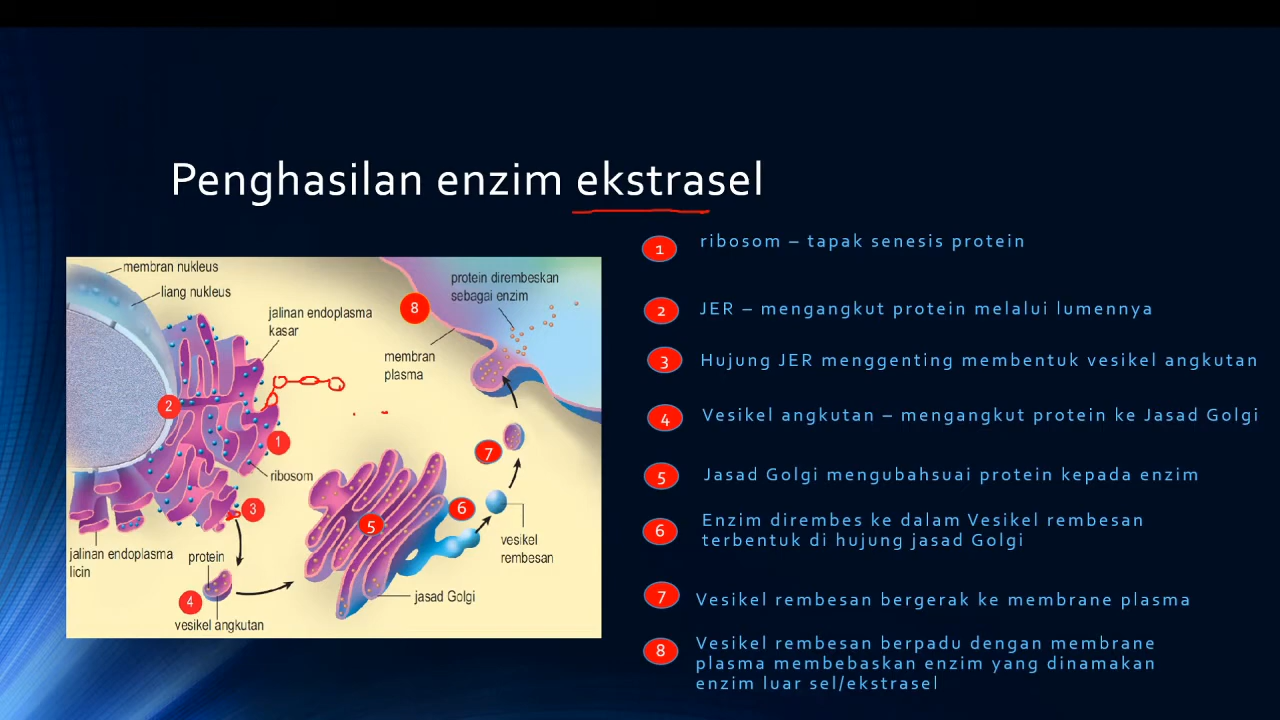 Penghasilan enzim ekstrasel
membran nukleus
liang nukleus
jalinan endoplasma
kasar
protein dirembeskan
sebagai enzim
8
membran
plasma
2
1
7
ribosom
3
6
5
vesikel
rembesan
jalinan endoplasma
licin
protein
4
jasad Golgi
vesikel angkutan
1 ribosom – tapak senesis protein
2 JER – mengangkut protein melalui lumennya
3 Hujung JER menggenting membentuk vesikel angkutan
4 Vesikel angkutan – mengangkut protein ke Jasad Golgi
5 Jasad Golgi mengubahsuai protein kepada enzim
6 Enzim dirembes ke dalam Vesikel rembesan
terbentuk di hujung jasad Golgi
7 Vesikel rembesan bergerak ke membrane plasma
8 Vesikel rembesan berpadu dengan membrane
plasma membebaskan enzim yang dinamakan
enzim luar sel/ekstrasel